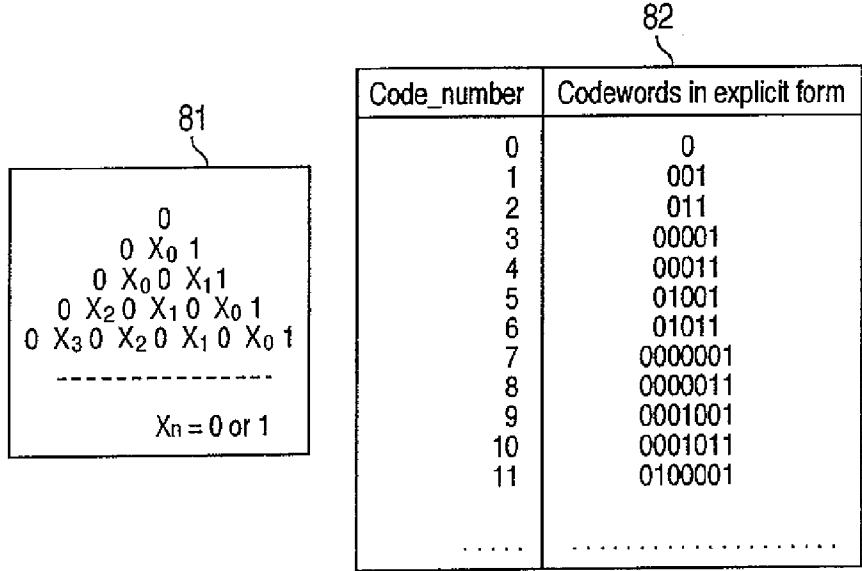 81
0
0 X0 1
0 X0 0 X1 1
0 X2 0 X1 0 X0 1
0 X3 0 X2 0 X1 0 X0 1
Xn = 0 or 1
82
Code_number Codewords in explicit form
0 0
1 001
2 011
3 00001
4 00011
5 01001
6 01011
7 0000001
8 0000011
9 0001001
10 0001011
11 0100001
..... ....................